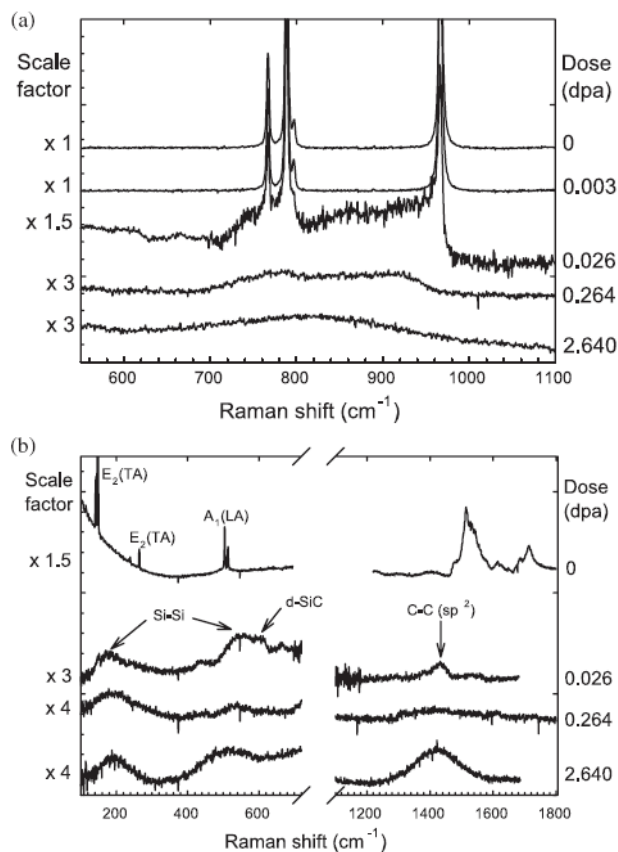 (a)
Scale factor
Dose (dpa)
x 1
0
x 1
0.003
x 1.5
0.026
x 3
0.264
x 3
2.640
600 700 800 900 1000 1100
Raman shift (cm⁻¹)
(b)
Scale factor
Dose (dpa)
E₂(TA)
E₂(TA)
A₁(LA)
x 1.5
0
Si-Si
d-SiC
C-C (sp²)
x 3
0.026
x 4
0.264
x 4
2.640
200 400 600 1200 1400 1600 1800
Raman shift (cm⁻¹)